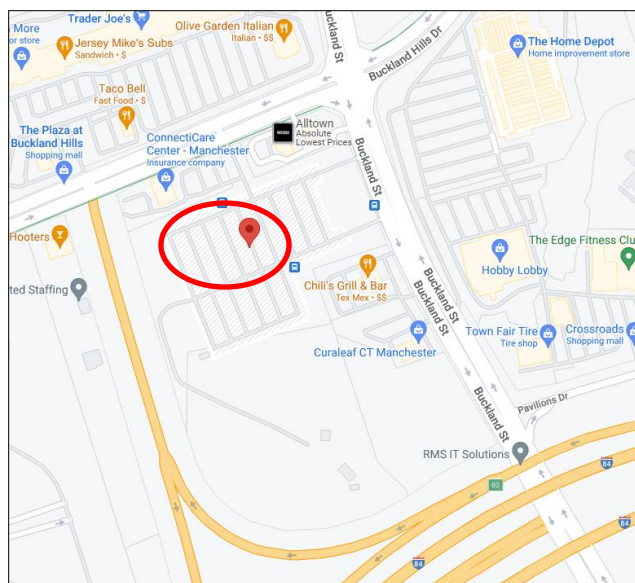 Trader Joe's
Olive Garden Italian
Italian • $$
Buckland St
More
or store
Jersey Mike's Subs
Sandwich • $
Buckland Hills Dr
The Home Depot
Home improvement store
Taco Bell
Fast Food • $
Alltown
Absolute
Lowest Prices
The Plaza at
Buckland Hills
Shopping mall
ConnectiCare
Center - Manchester
Insurance company
Buckland St
Hooters
The Edge Fitness Clu
Hobby Lobby
ted Staffing
Chili's Grill & Bar
Tex Mex • $$
Buckland St
Buckland St
Town Fair Tire
Tire shop
Crossroads
Shopping mall
Curaleaf CT Manchester
Buckland St
Pavilions Dr
RMS IT Solutions
84
60
84
84